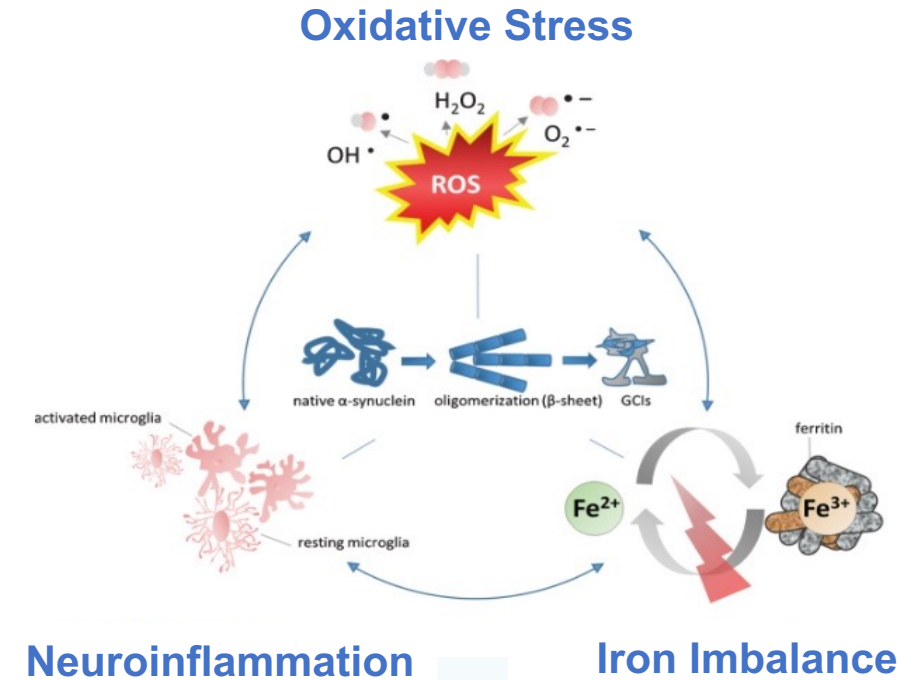 Oxidative Stress
H₂O₂
• –
•
O₂ •–
OH •
ROS
native α-synuclein oligomerization (β-sheet) GCIs
activated microglia
ferritin
Fe²⁺
Fe³⁺
resting microglia
Neuroinflammation
Iron Imbalance